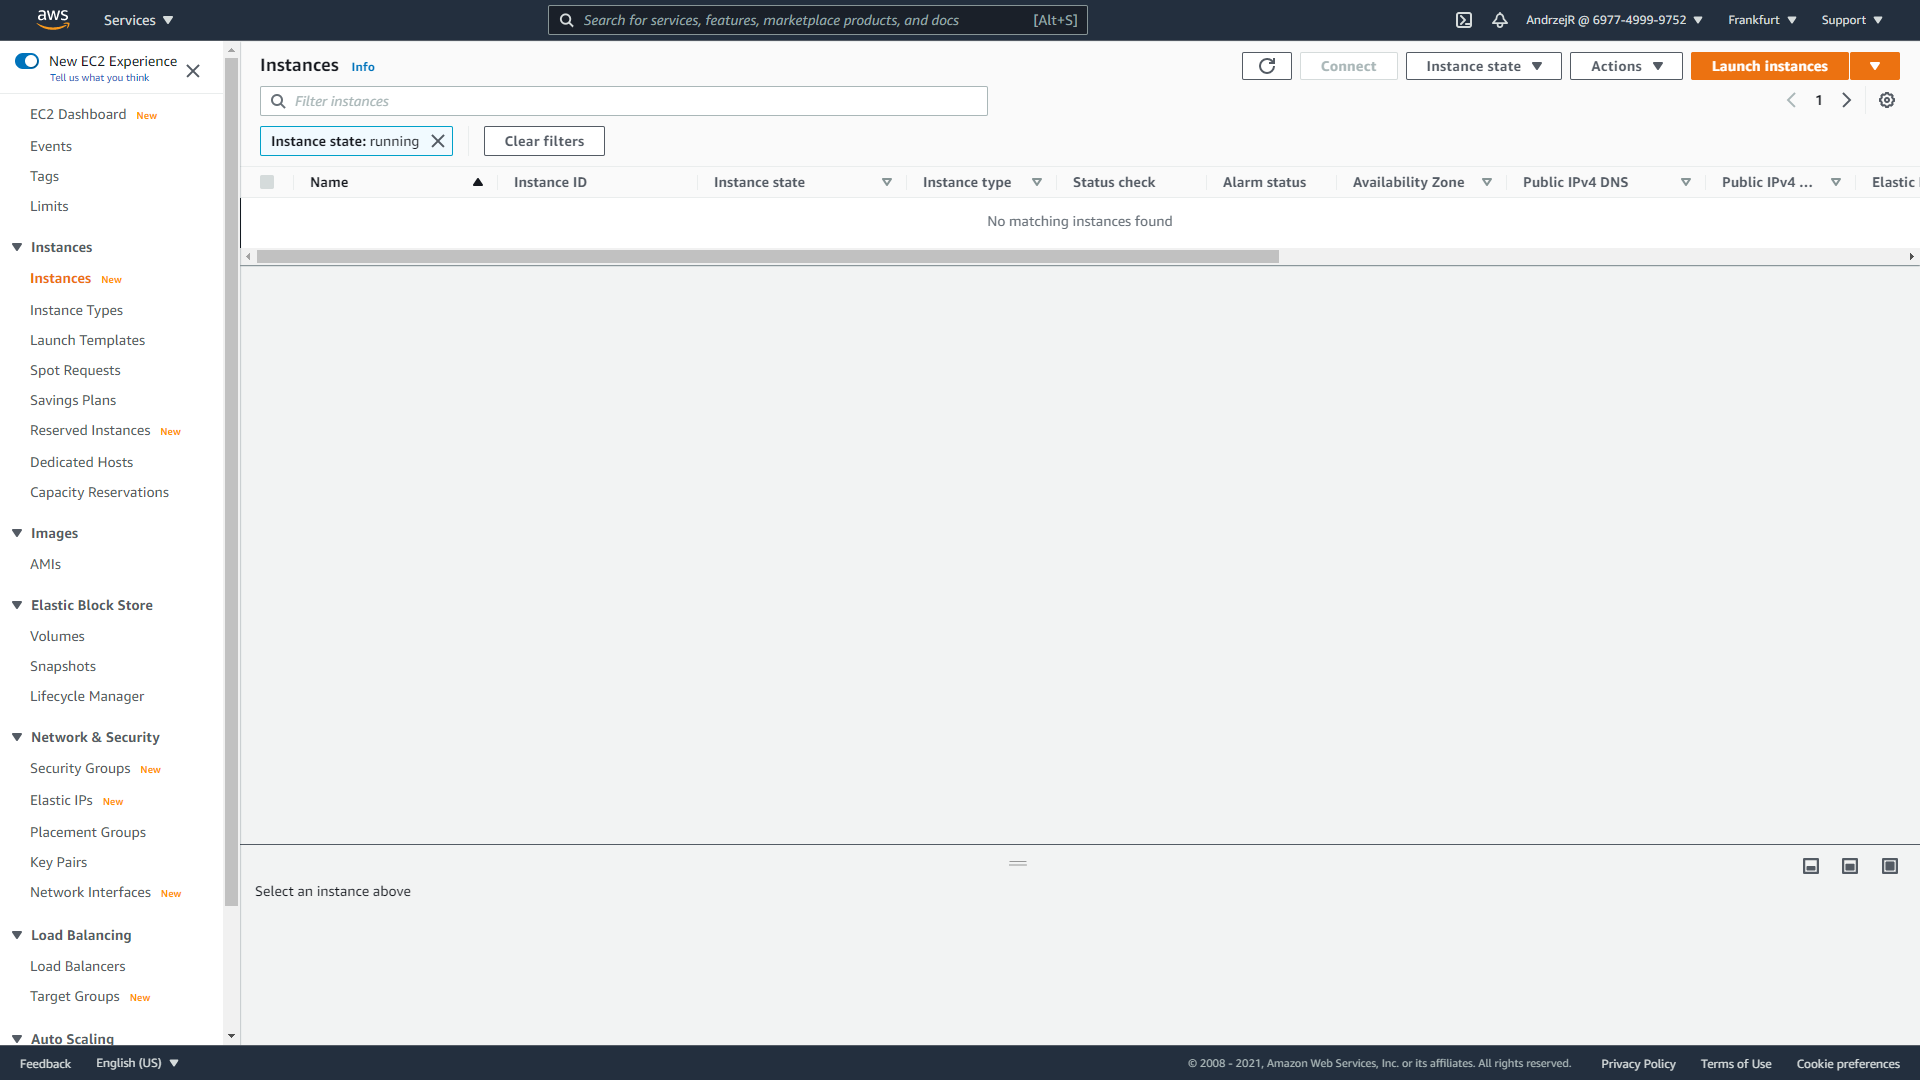 aws
Services
Search for services, features, marketplace products, and docs [Alt+S]
AndrzejR @ 6977-4999-9752
Frankfurt
Support
New EC2 Experience
Tell us what you think
EC2 Dashboard New
Events
Tags
Limits
Instances
Instances New
Instance Types
Launch Templates
Spot Requests
Savings Plans
Reserved Instances New
Dedicated Hosts
Capacity Reservations
Images
AMIs
Elastic Block Store
Volumes
Snapshots
Lifecycle Manager
Network & Security
Security Groups New
Elastic IPs New
Placement Groups
Key Pairs
Network Interfaces New
Load Balancing
Load Balancers
Target Groups New
Auto Scaling
Instances Info
Connect
Instance state
Actions
Launch instances
Filter instances
1
Instance state: running
Clear filters
Name Instance ID Instance state Instance type Status check Alarm status Availability Zone Public IPv4 DNS Public IPv4 ... Elastic
No matching instances found
Select an instance above
Feedback
English (US)
© 2008 - 2021, Amazon Web Services, Inc. or its affiliates. All rights reserved.
Privacy Policy
Terms of Use
Cookie preferences